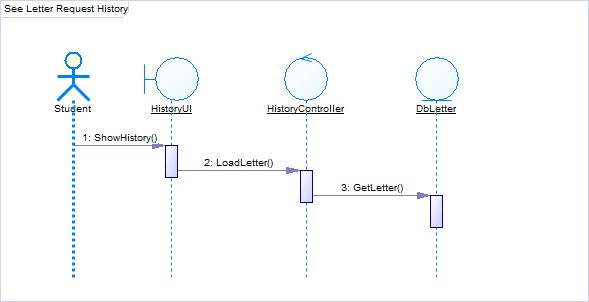 See Letter Request History
Student
HistoryUI
HistoryController
DbLetter
1: ShowHistory()
2: LoadLetter()
3: GetLetter()